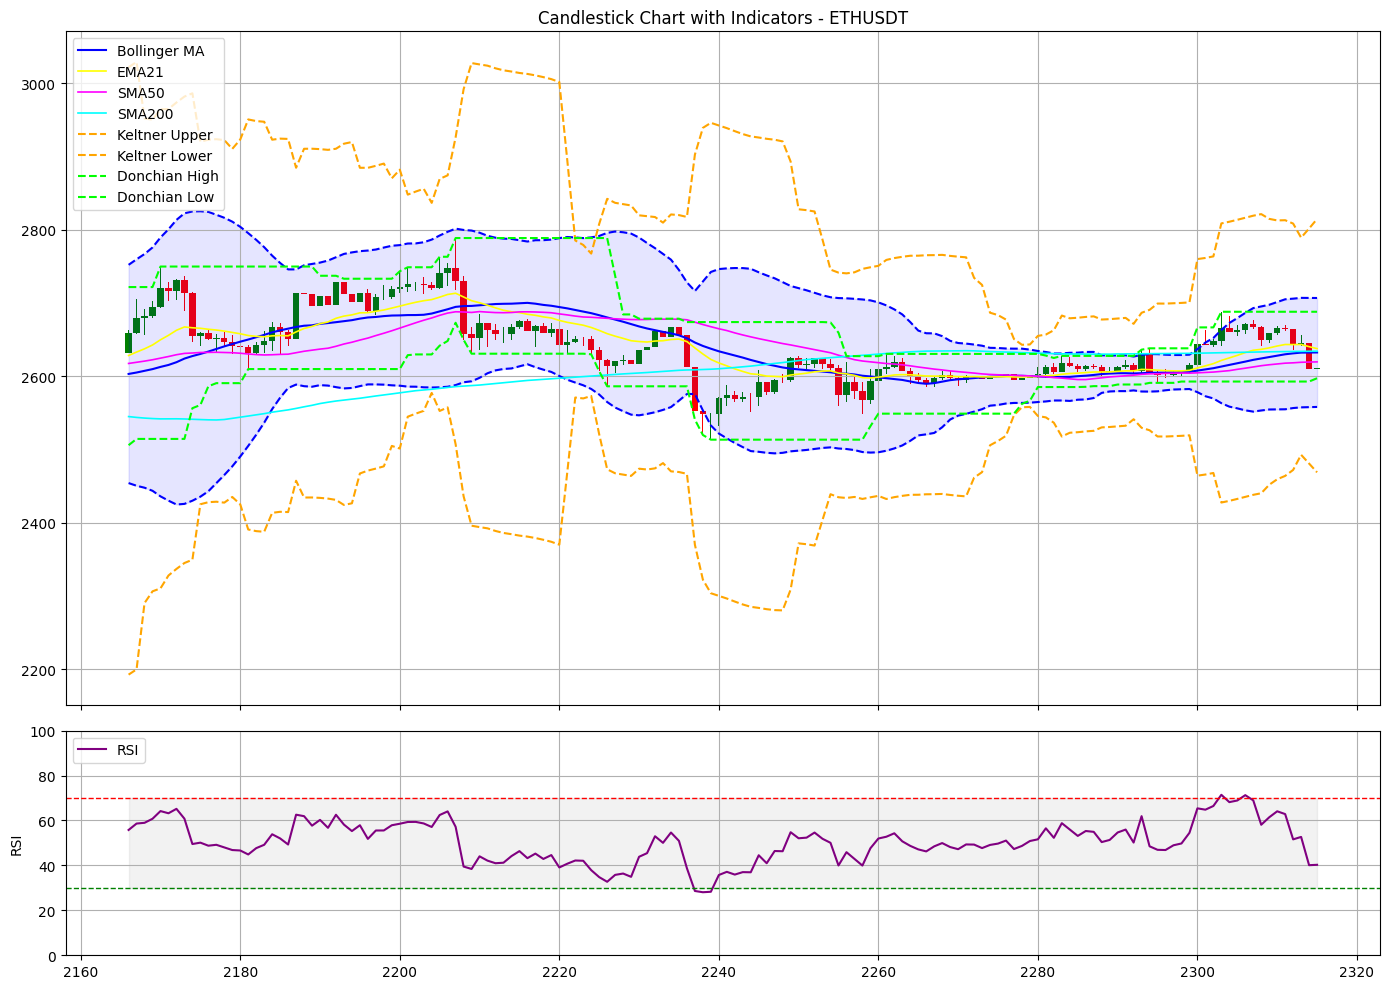 Candlestick Chart with Indicators - ETHUSDT
Bollinger MA
EMA21
SMA50
SMA200
Keltner Upper
Keltner Lower
Donchian High
Donchian Low
3000
2800
2600
2400
2200
RSI
100
80
60
40
20
0
RSI
2160
2180
2200
2220
2240
2260
2280
2300
2320